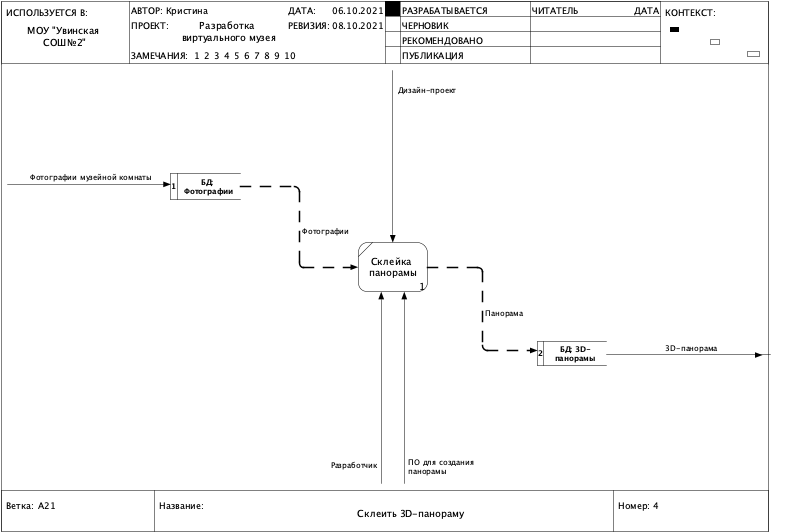 ИСПОЛЬЗУЕТСЯ В:
МОУ "Увинская
СОШ№2"
АВТОР: Кристина
ДАТА: 06.10.2021
ПРОЕКТ: Разработка
виртуального музея
РЕВИЗИЯ: 08.10.2021
ЗАМЕЧАНИЯ: 1 2 3 4 5 6 7 8 9 10
РАЗРАБАТЫВАЕТСЯ
ЧЕРНОВИК
РЕКОМЕНДОВАНО
ПУБЛИКАЦИЯ
ЧИТАТЕЛЬ ДАТА
КОНТЕКСТ:
Дизайн-проект
Фотографии музейной комнаты
1
БД:
Фотографии
Фотографии
Склейка
панорамы
1
Панорама
2
БД: 3D-
панорамы
3D-панорама
Разработчик
ПО для создания
панорамы
Ветка: A21
Название:
Склеить 3D-панораму
Номер: 4